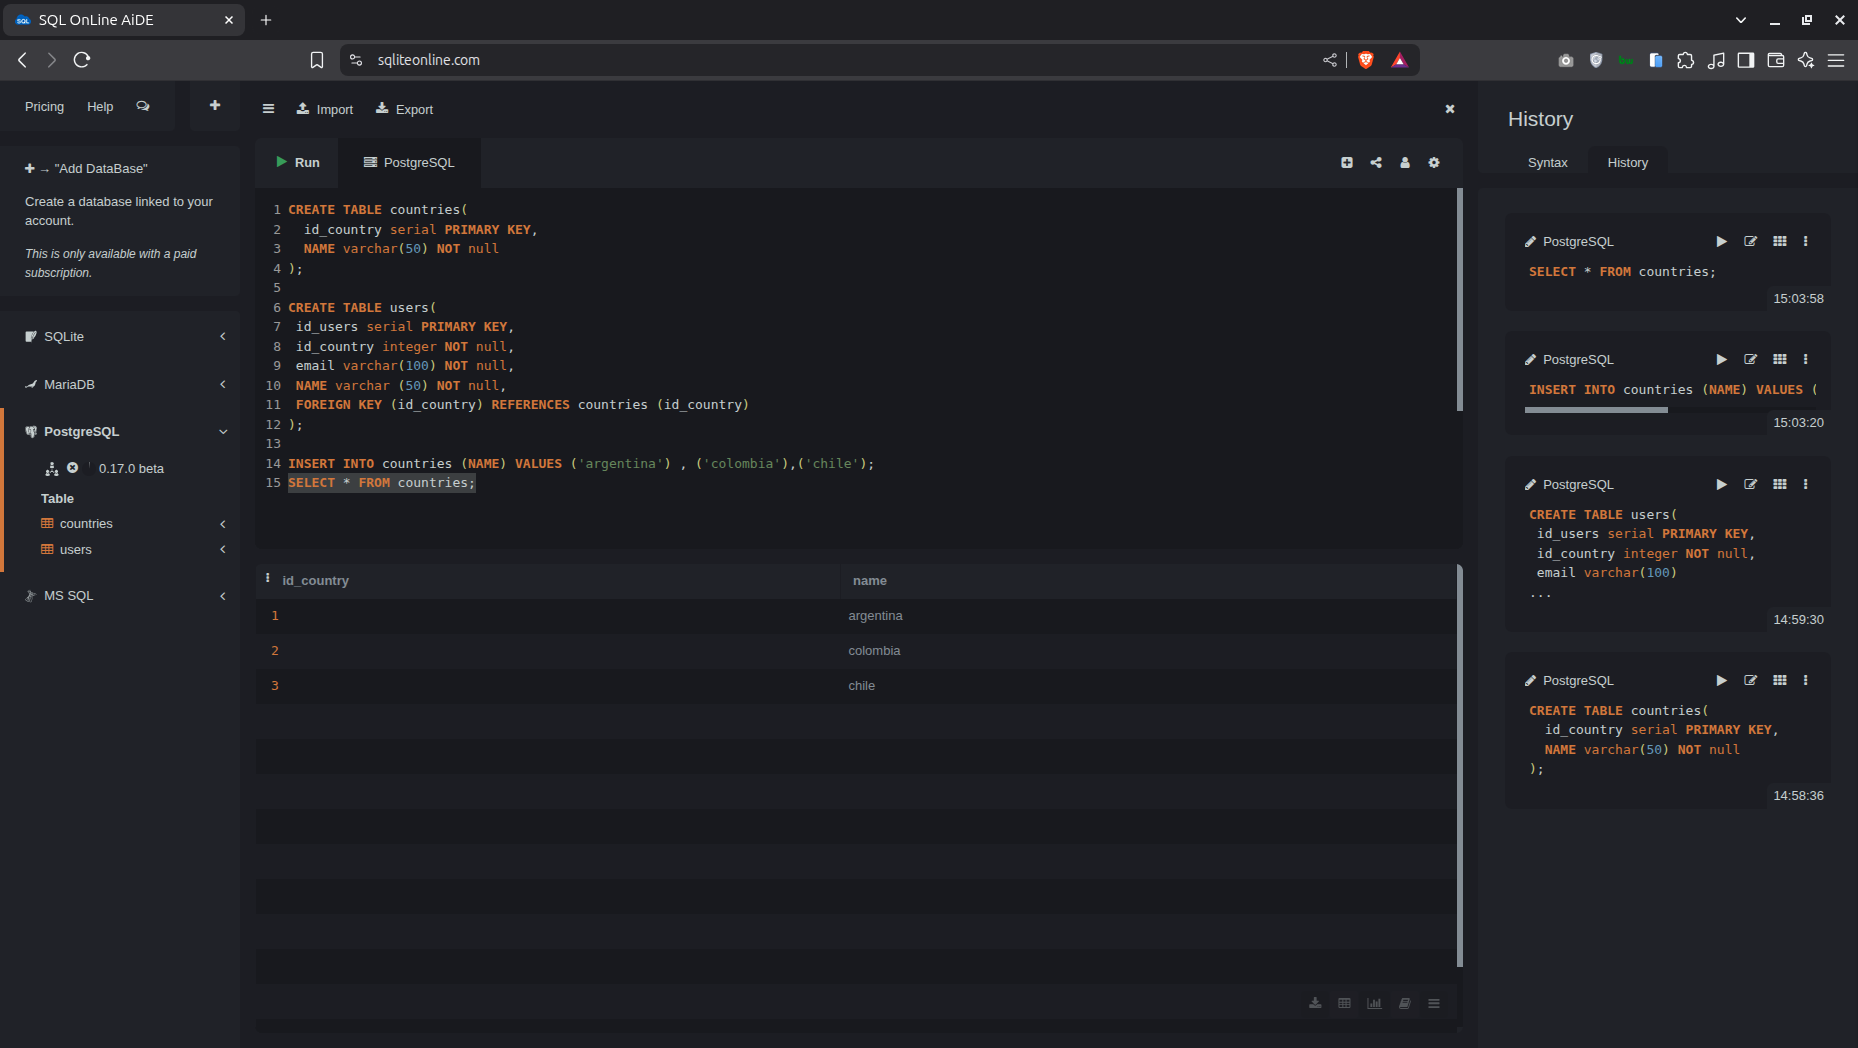 SQL OnLine AiDE
sqliteonline.com
Pricing Help
→ "Add DataBase"
Create a database linked to your
account.
This is only available with a paid
subscription.
SQLite
MariaDB
PostgreSQL
0.17.0 beta
Table
countries
users
MS SQL
Import Export
Run PostgreSQL
1 CREATE TABLE countries(
2 id_country serial PRIMARY KEY,
3 NAME varchar(50) NOT null
4 );
5
6 CREATE TABLE users(
7 id_users serial PRIMARY KEY,
8 id_country integer NOT null,
9 email varchar(100) NOT null,
10 NAME varchar (50) NOT null,
11 FOREIGN KEY (id_country) REFERENCES countries (id_country)
12 );
13
14 INSERT INTO countries (NAME) VALUES ('argentina') , ('colombia'),('chile');
15 SELECT * FROM countries;
id_country name
1 argentina
2 colombia
3 chile
History
Syntax History
PostgreSQL
SELECT * FROM countries;
15:03:58
PostgreSQL
INSERT INTO countries (NAME) VALUES (
15:03:20
PostgreSQL
CREATE TABLE users(
id_users serial PRIMARY KEY,
id_country integer NOT null,
email varchar(100)
...
14:59:30
PostgreSQL
CREATE TABLE countries(
id_country serial PRIMARY KEY,
NAME varchar(50) NOT null
);
14:58:36